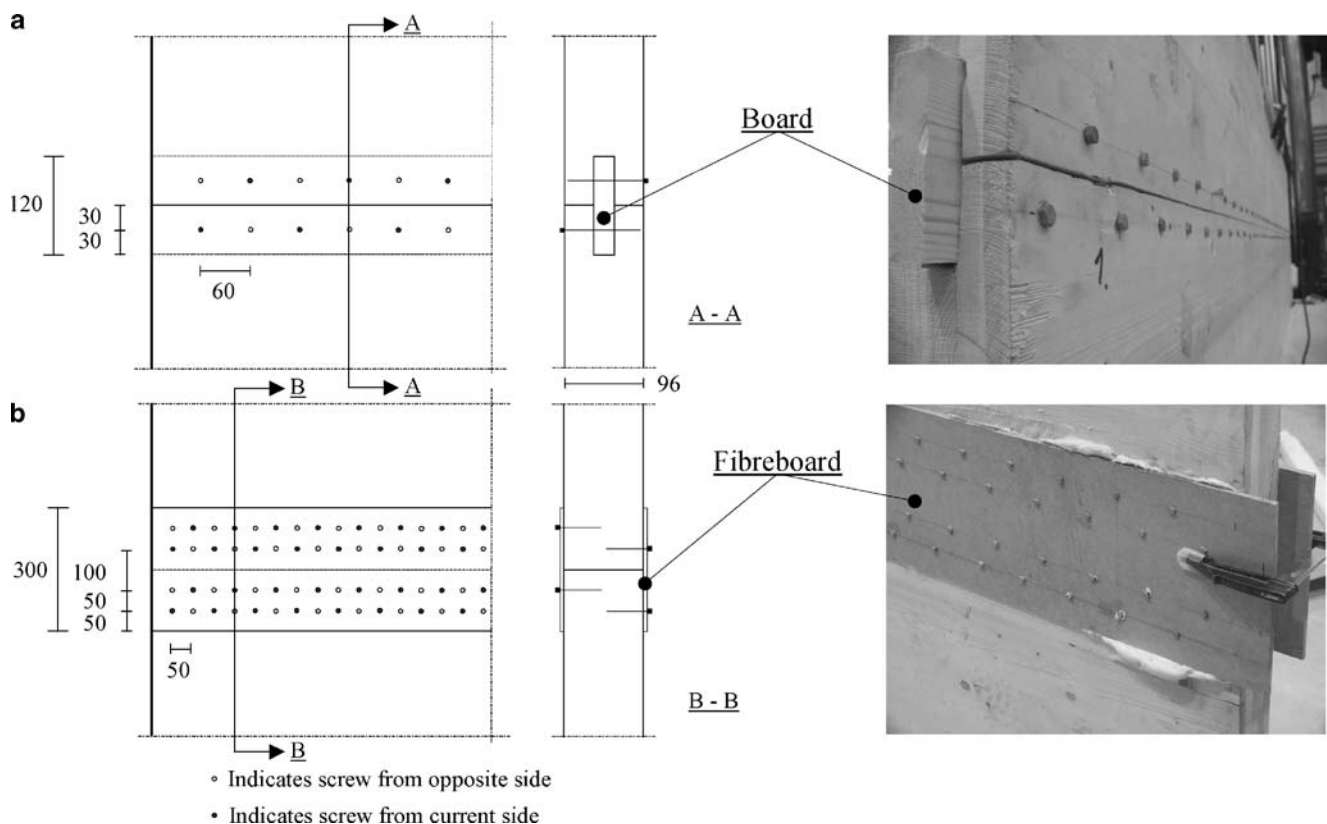 a
A
120
30
30
60
A
A - A
Board
1.
96
B
b
Fibreboard
300
100
50
50
50
B
B - B
Indicates screw from opposite side
Indicates screw from current side